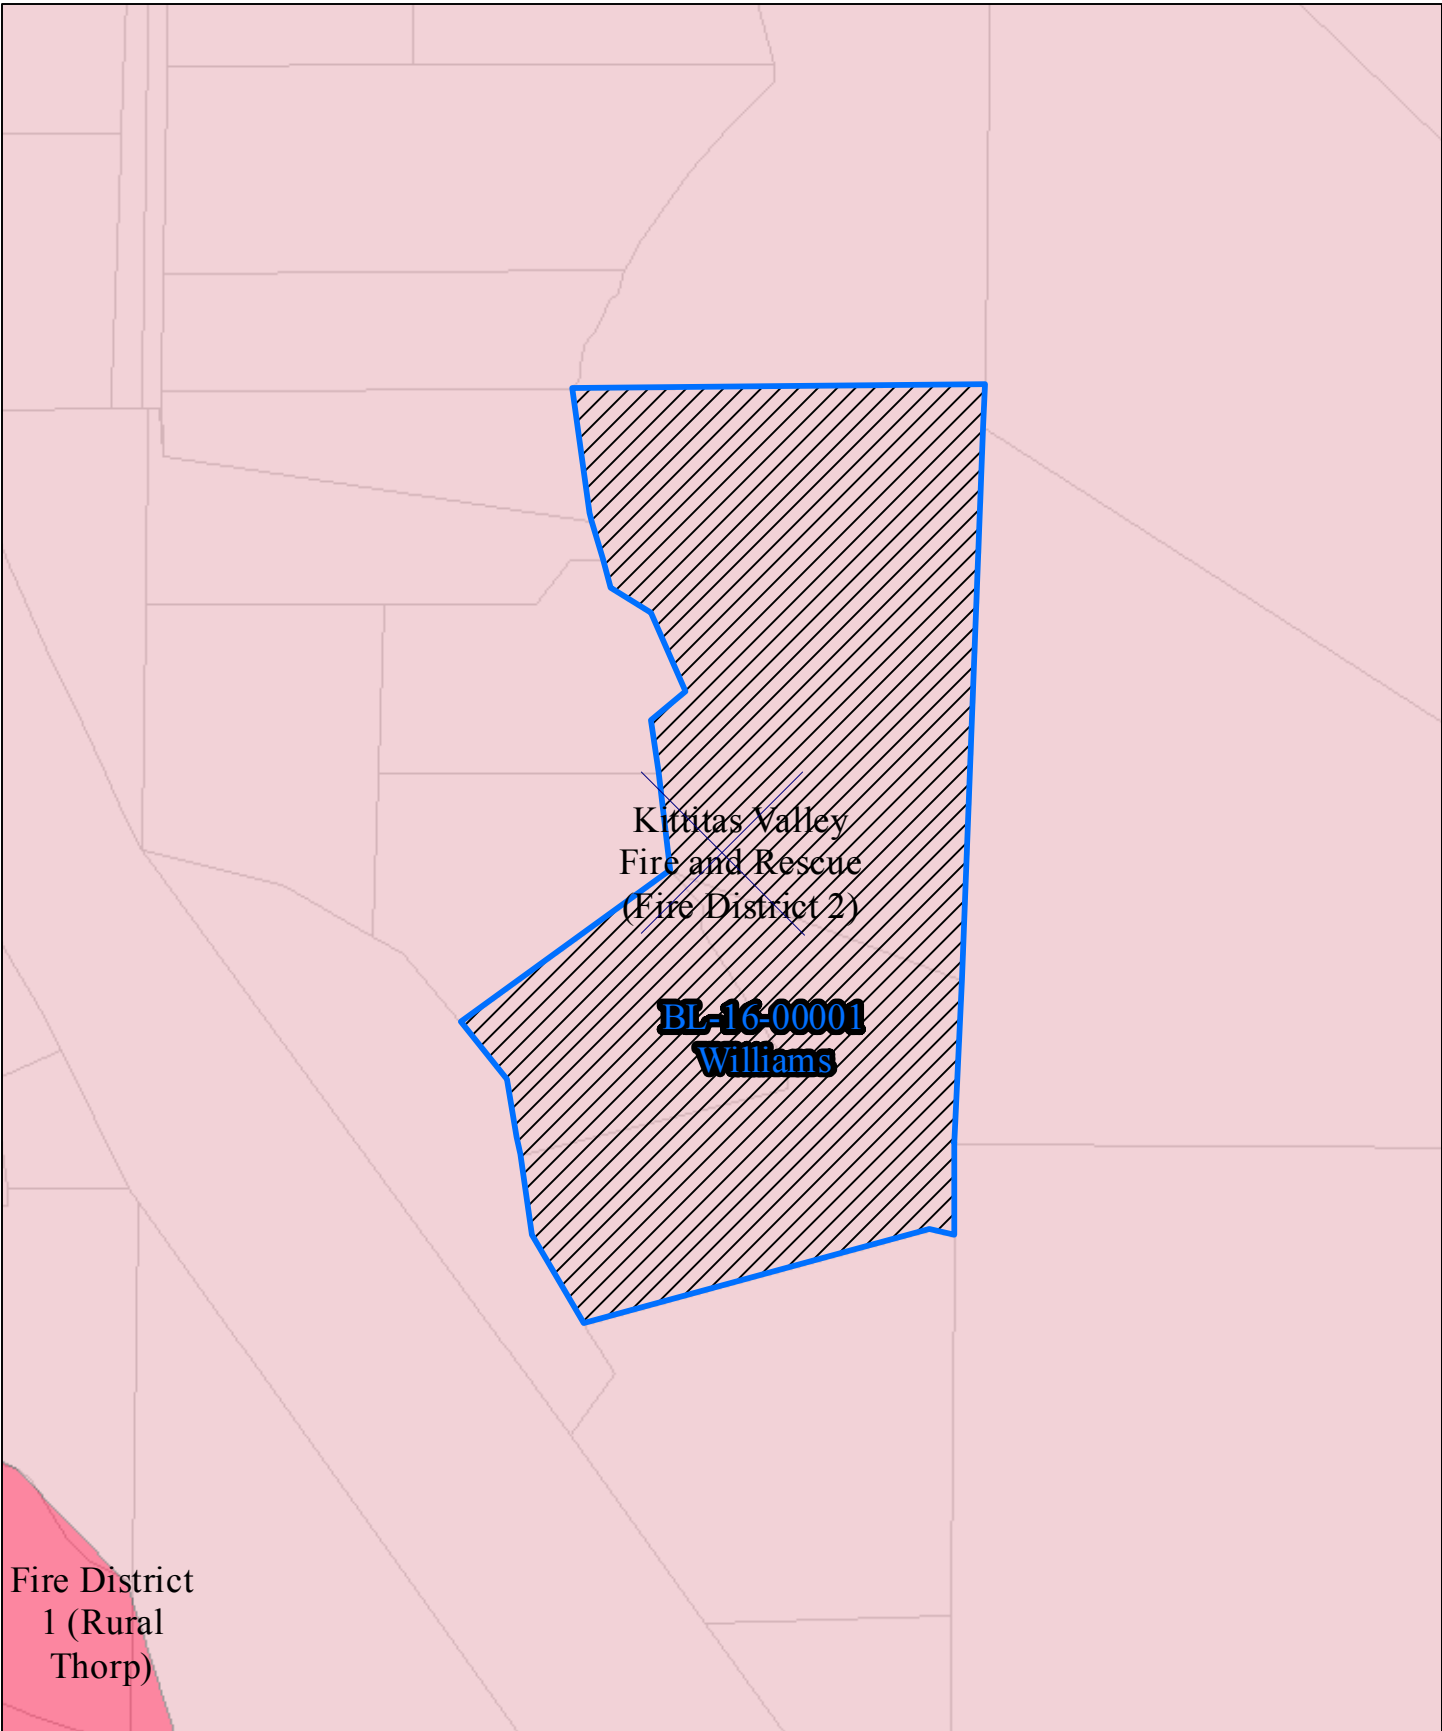 Kittitas Valley
Fire and Rescue
(Fire District 2)
BL-16-00001
Williams
Fire District
1 (Rural
Thorp)